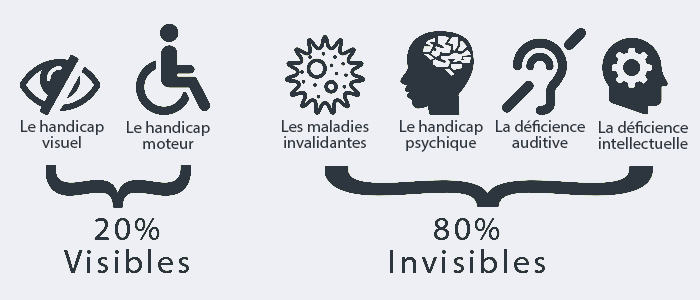 Le handicap
visuel
Le handicap
moteur
Les maladies
invalidantes
Le handicap
psychique
La déficience
auditive
La déficience
intellectuelle
20%
Visibles
80%
Invisibles